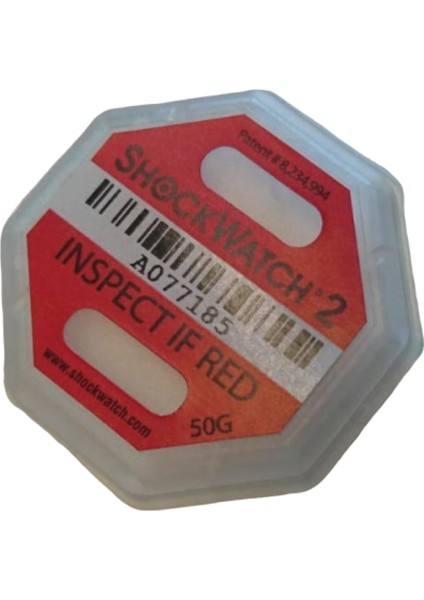 Patent # 8,234,994
SHOCKWATCH® 2
A077185
INSPECT IF RED
50G
www.shockwatch.com